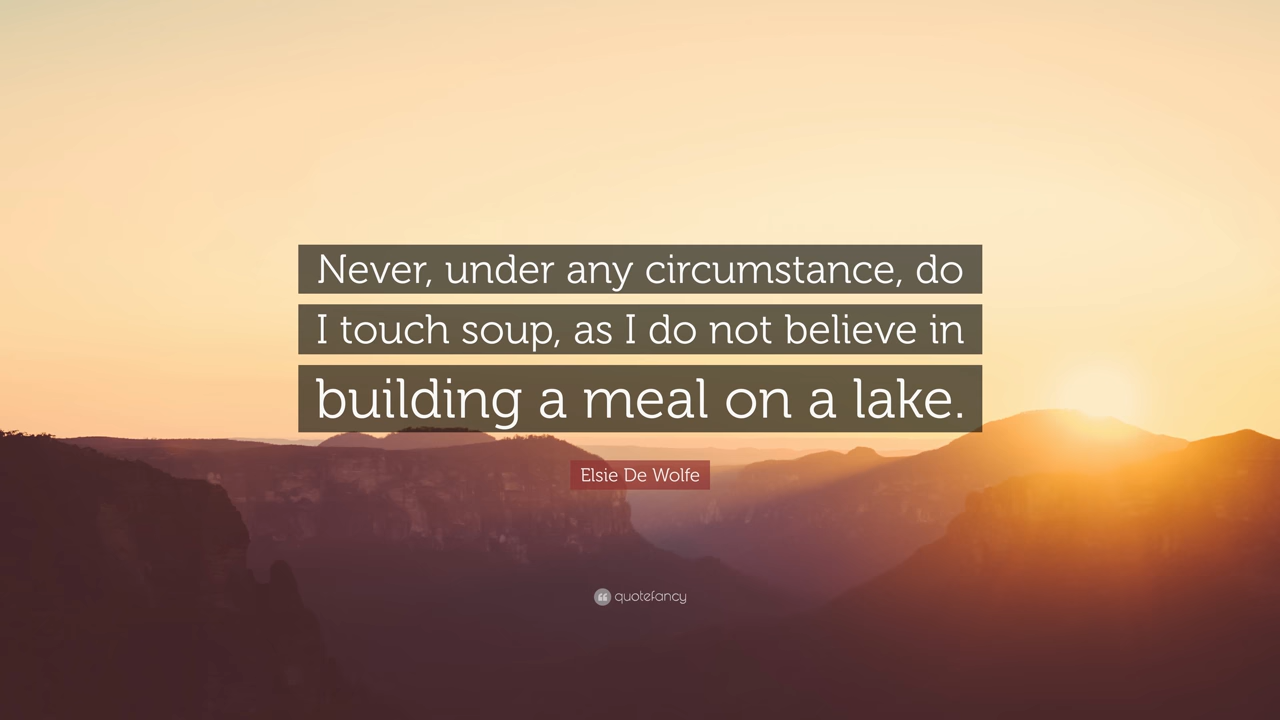 Never, under any circumstance, do
I touch soup, as I do not believe in
building a meal on a lake.
Elsie De Wolfe
quotefancy